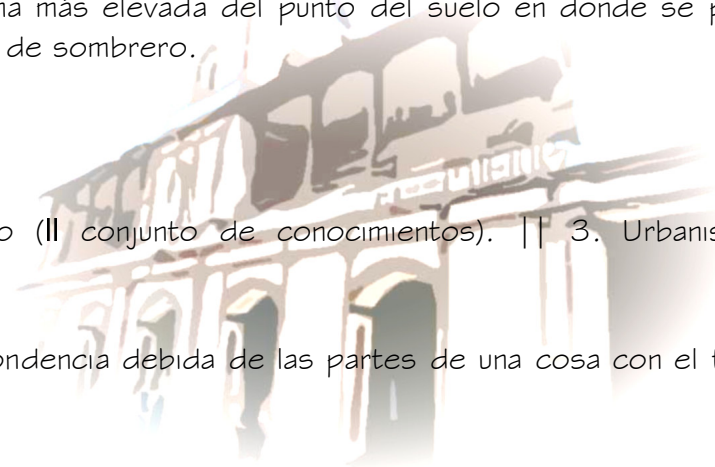 na más elevada del punto del suelo en donde se p
de sombrero.
o (|| conjunto de conocimientos). || 3. Urbanis
ondencia debida de las partes de una cosa con el t